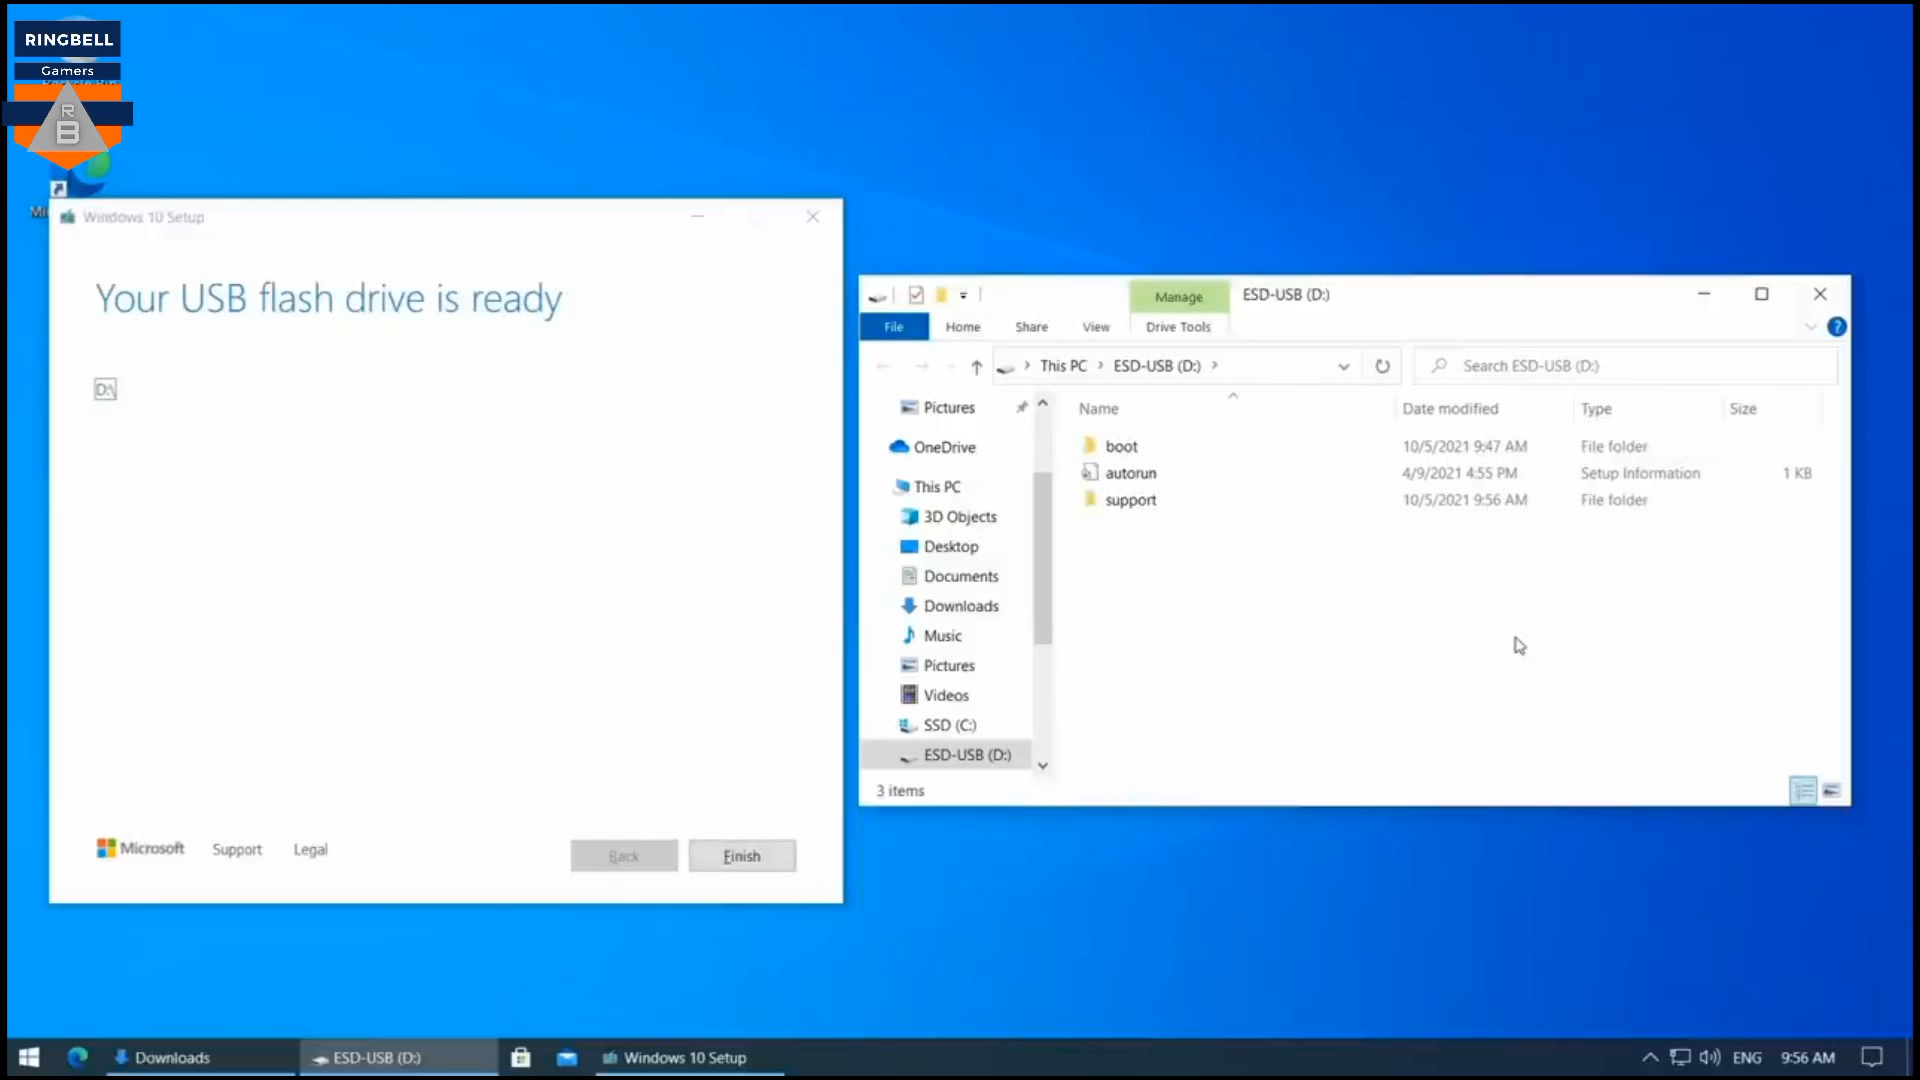 RINGBELL
Gamers
R
B
Windows 10 Setup
Your USB flash drive is ready
D:\
Microsoft
Support
Legal
Back
Finish
Manage
ESD-USB (D:)
File
Home
Share
View
Drive Tools
?
This PC
ESD-USB (D:)
Search ESD-USB (D:)
Pictures
OneDrive
This PC
3D Objects
Desktop
Documents
Downloads
Music
Pictures
Videos
SSD (C:)
ESD-USB (D:)
Name Date modified Type Size
boot 10/5/2021 9:47 AM File folder
autorun 4/9/2021 4:55 PM Setup Information 1 KB
support 10/5/2021 9:56 AM File folder
3 items
Downloads
ESD-USB (D:)
Windows 10 Setup
ENG
9:56 AM